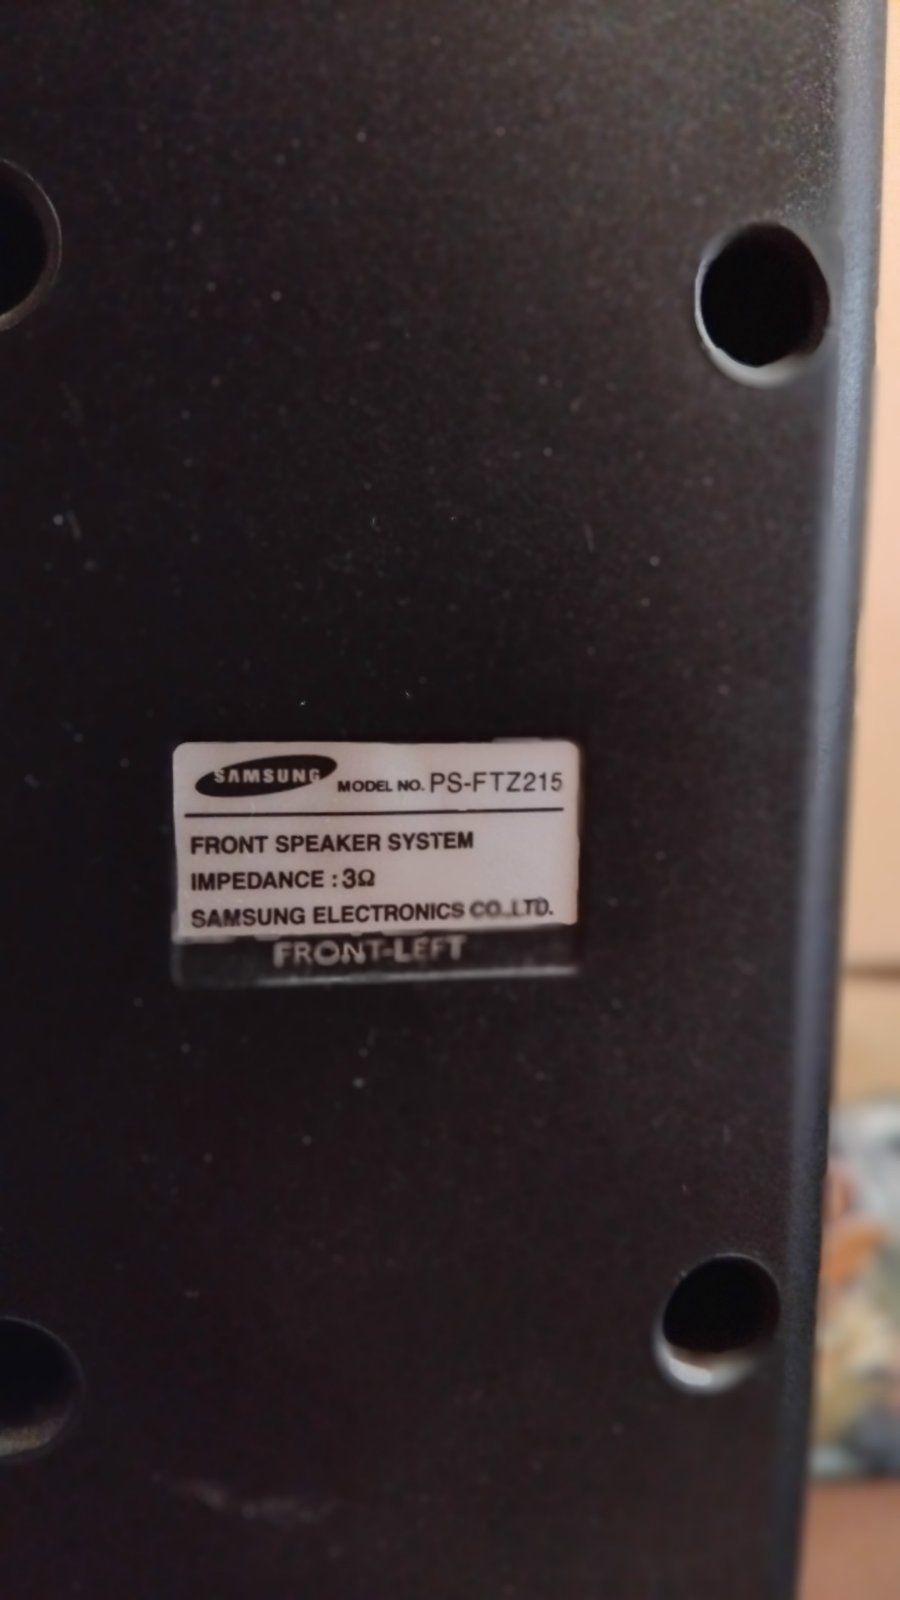 SAMSUNG MODEL NO. PS-FTZ215
FRONT SPEAKER SYSTEM
IMPEDANCE : 3Ω
SAMSUNG ELECTRONICS CO.,LTD.
FRONT-LEFT